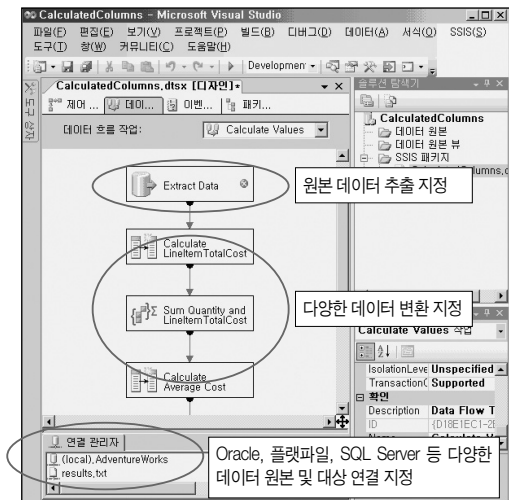 CalculatedColumns - Microsoft Visual Studio
파일(F) 편집(E) 보기(V) 프로젝트(P) 빌드(B) 디버그(D) 데이터(A) 서식(O) SSIS(S)
도구(T) 창(W) 커뮤니티(C) 도움말(H)
Developmen
CalculatedColumns.dtsx [디자인]*
솔루션 탐색기
제어 ... 데이... 이벤... 패키...
데이터 흐름 작업: Calculate Values
CalculatedColumns
데이터 원본
데이터 원본 뷰
SSIS 패키지
Extract Data
원본 데이터 추출 지정
Calculate
LineItemTotalCost
Sum Quantity and
LineItemTotalCost
다양한 데이터 변환 지정
Calculate
Average Cost
Calculate Values 작업
IsolationLeve Unspecified
Transaction( Supported
확인
Description Data Flow T
ID {D18E1EC1-2E
연결 관리자
(local).AdventureWorks
results.txt
Oracle, 플랫파일, SQL Server 등 다양한
데이터 원본 및 대상 연결 지정